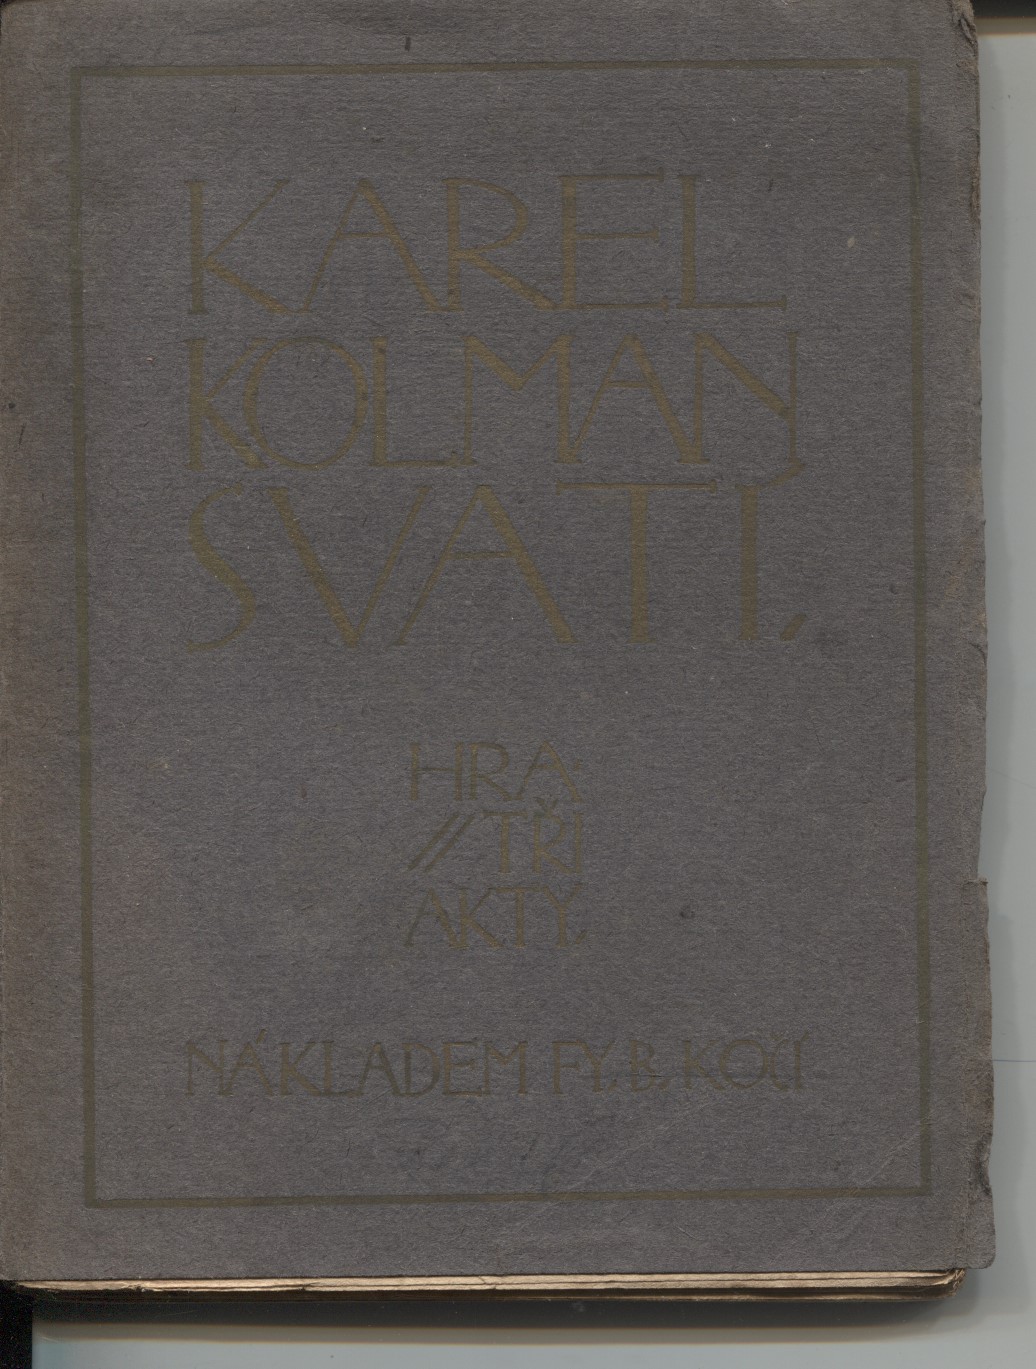 KAREL
KOLMAN
SVATÍ.
HRA
// TŘI
AKTY.
NÁKLADEM FY. B. KOČÍ